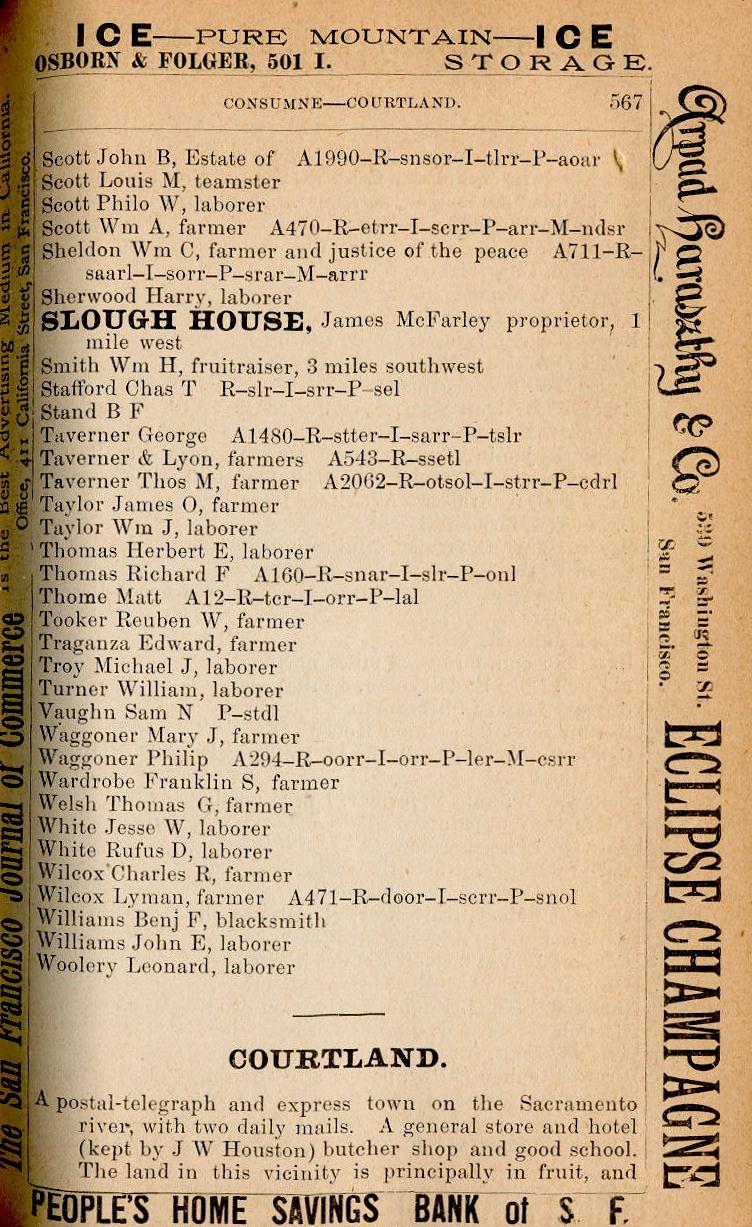 ICE—PURE MOUNTAIN—ICE
OSBORN & FOLGER, 501 I. STORAGE.
CONSUMNE—COURTLAND. 567
Scott John B, Estate of A1990–R–snsor–I–tlrr–P–aoar
Scott Louis M, teamster
Scott Philo W, laborer
Scott Wm A, farmer A470–R–etrr–I–scrr–P–arr–M–ndsr
Sheldon Wm C, farmer and justice of the peace A711–R–
saarl–I–sorr–P–srar–M–arrr
Sherwood Harry, laborer
SLOUGH HOUSE, James McFarley proprietor, 1
mile west
Smith Wm H, fruitraiser, 3 miles southwest
Stafford Chas T R–slr–I–srr–P–sel
Stand B F
Taverner George A1480–R–stter–I–sarr–P–tslr
Taverner & Lyon, farmers A543–R–ssetl
Taverner Thos M, farmer A2062–R–otsol–I–strr–P–cdrl
Taylor James O, farmer
Taylor Wm J, laborer
Thomas Herbert E, laborer
Thomas Richard F A160–R–snar–I–slr–P–onl
Thome Matt A12–R–tcr–I–orr–P–lal
Tooker Reuben W, farmer
Traganza Edward, farmer
Troy Michael J, laborer
Turner William, laborer
Vaughn Sam N P–stdl
Waggoner Mary J, farmer
Waggoner Philip A294–R–oorr–I–orr–P–ler–M–csrr
Wardrobe Franklin S, farmer
Welsh Thomas G, farmer
White Jesse W, laborer
White Rufus D, laborer
Wilcox Charles R, farmer
Wilcox Lyman, farmer A471–R–door–I–scrr–P–snol
Williams Benj F, blacksmith
Williams John E, laborer
Woolery Leonard, laborer
COURTLAND.
A postal-telegraph and express town on the Sacramento
river, with two daily mails. A general store and hotel
(kept by J W Houston) butcher shop and good school.
The land in this vicinity is principally in fruit, and
PEOPLE'S HOME SAVINGS BANK of S. F.
The San Francisco Journal of Commerce is the Best Advertising Medium in California.
Office, 411 California Street, San Francisco.
Arpad Haraszthy & Co. 530 Washington St.
San Francisco.
ECLIPSE CHAMPAGNE